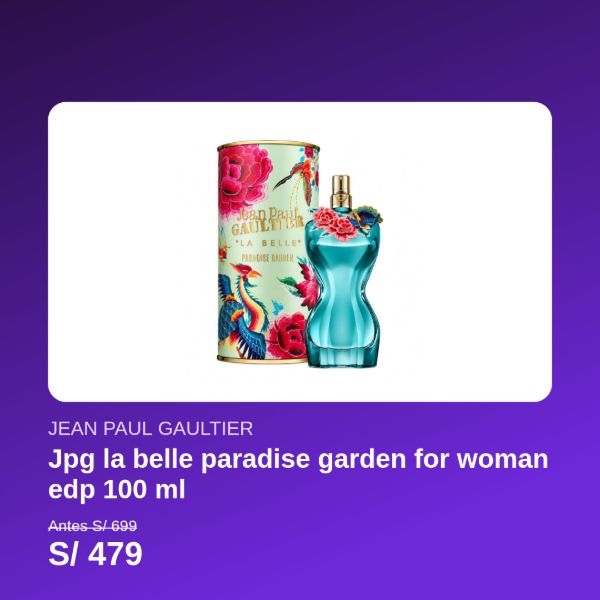 Jean Paul
GAULTIER
"LA BELLE"
PARADISE GARDEN
JEAN PAUL GAULTIER
Jpg la belle paradise garden for woman
edp 100 ml
Antes S/ 699
S/ 479